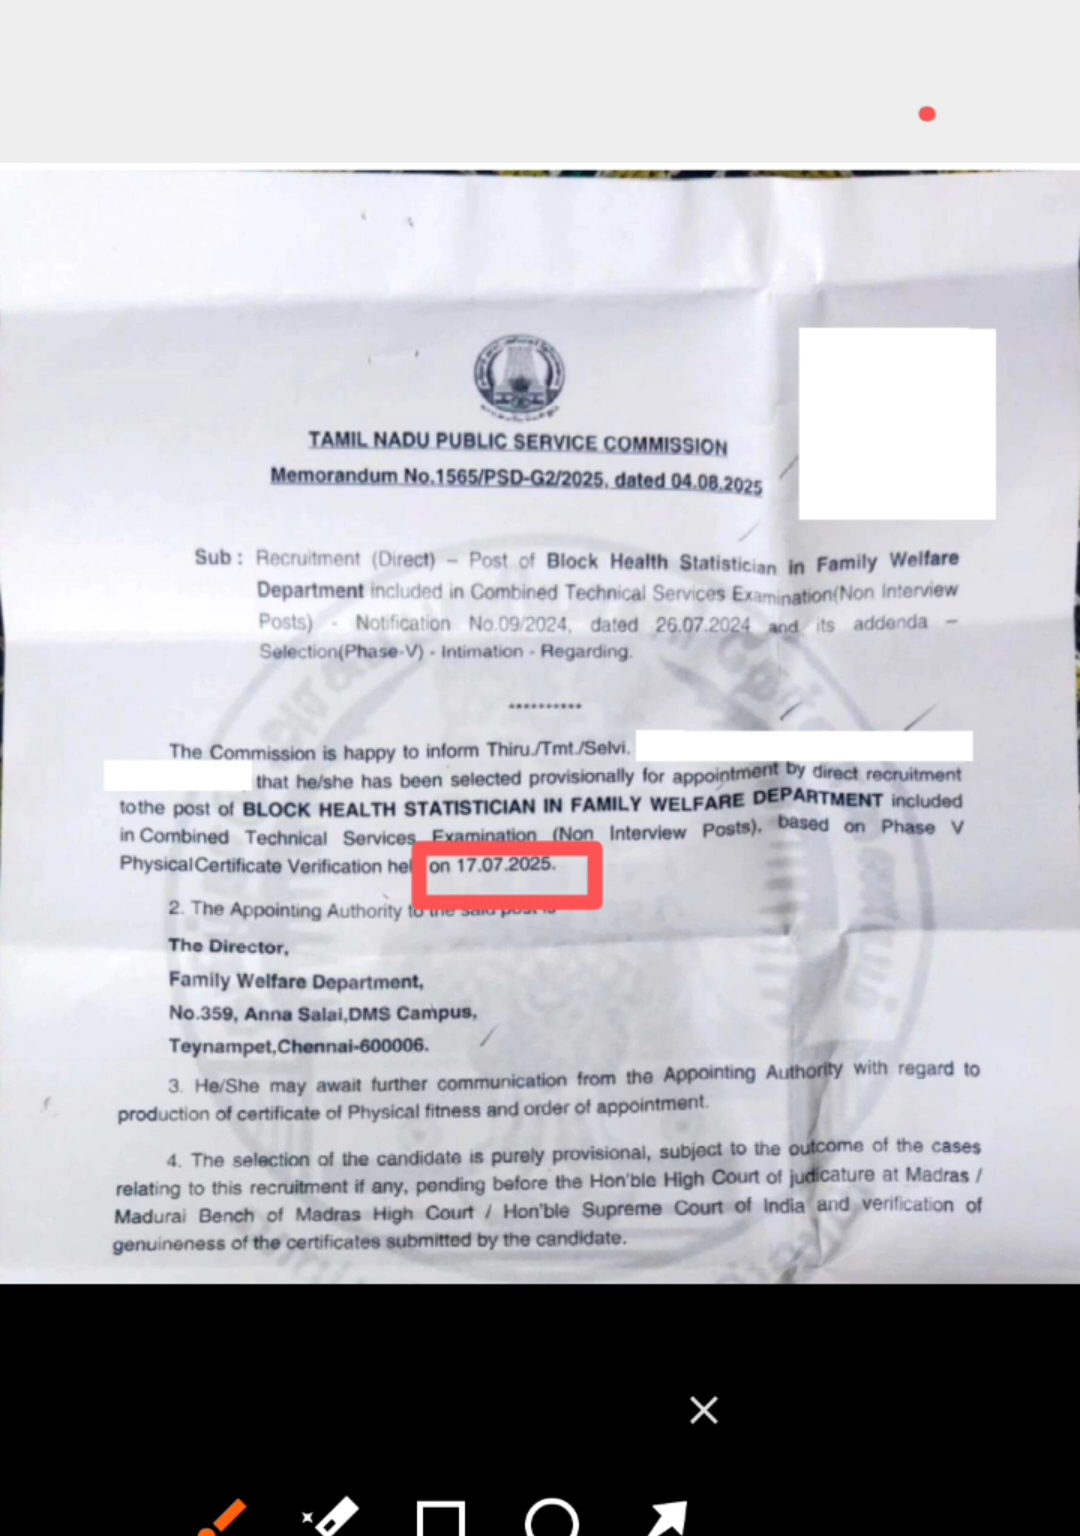 TAMIL NADU PUBLIC SERVICE COMMISSION
Memorandum No.1565/PSD-G2/2025, dated 04.08.2025
Sub : Recruitment (Direct) – Post of Block Health Statistician in Family Welfare
Department included in Combined Technical Services Examination(Non Interview
Posts) - Notification No.09/2024, dated 26.07.2024 and its addenda –
Selection(Phase-V) - Intimation - Regarding.
**********
The Commission is happy to inform Thiru./Tmt./Selvi.
that he/she has been selected provisionally for appointment by direct recruitment
tothe post of BLOCK HEALTH STATISTICIAN IN FAMILY WELFARE DEPARTMENT included
in Combined Technical Services Examination (Non Interview Posts), based on Phase V
PhysicalCertificate Verification hel on 17.07.2025.
2. The Appointing Authority to the said post is
The Director,
Family Welfare Department,
No.359, Anna Salai,DMS Campus,
Teynampet,Chennai-600006.
3. He/She may await further communication from the Appointing Authority with regard to
production of certificate of Physical fitness and order of appointment.
4. The selection of the candidate is purely provisional, subject to the outcome of the cases
relating to this recruitment if any, pending before the Hon'ble High Court of judicature at Madras /
Madurai Bench of Madras High Court / Hon'ble Supreme Court of India and verification of
genuineness of the certificates submitted by the candidate.